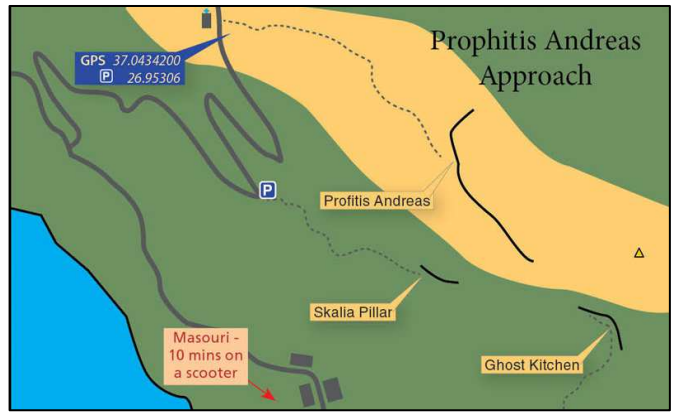 Prophitis Andreas
Approach
GPS 37.0434200
P 26.95306
P
Profitis Andreas
Skalia Pillar
Ghost Kitchen
Masouri -
10 mins on
a scooter